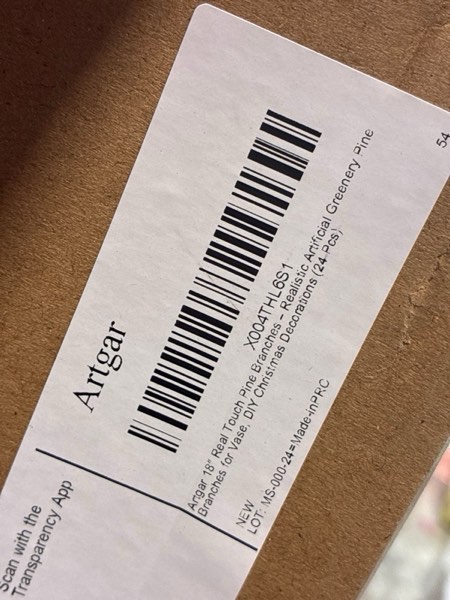 Artgar
X004THL6S1
Artgar 18" Real Touch Pine Branches - Realistic Artificial Greenery Pine
Branches for Vase, DIY Christmas Decorations (24 Pcs)
NEW
LOT: MS-000-24=Made-in-PRC
Scan with the
Transparency App
54